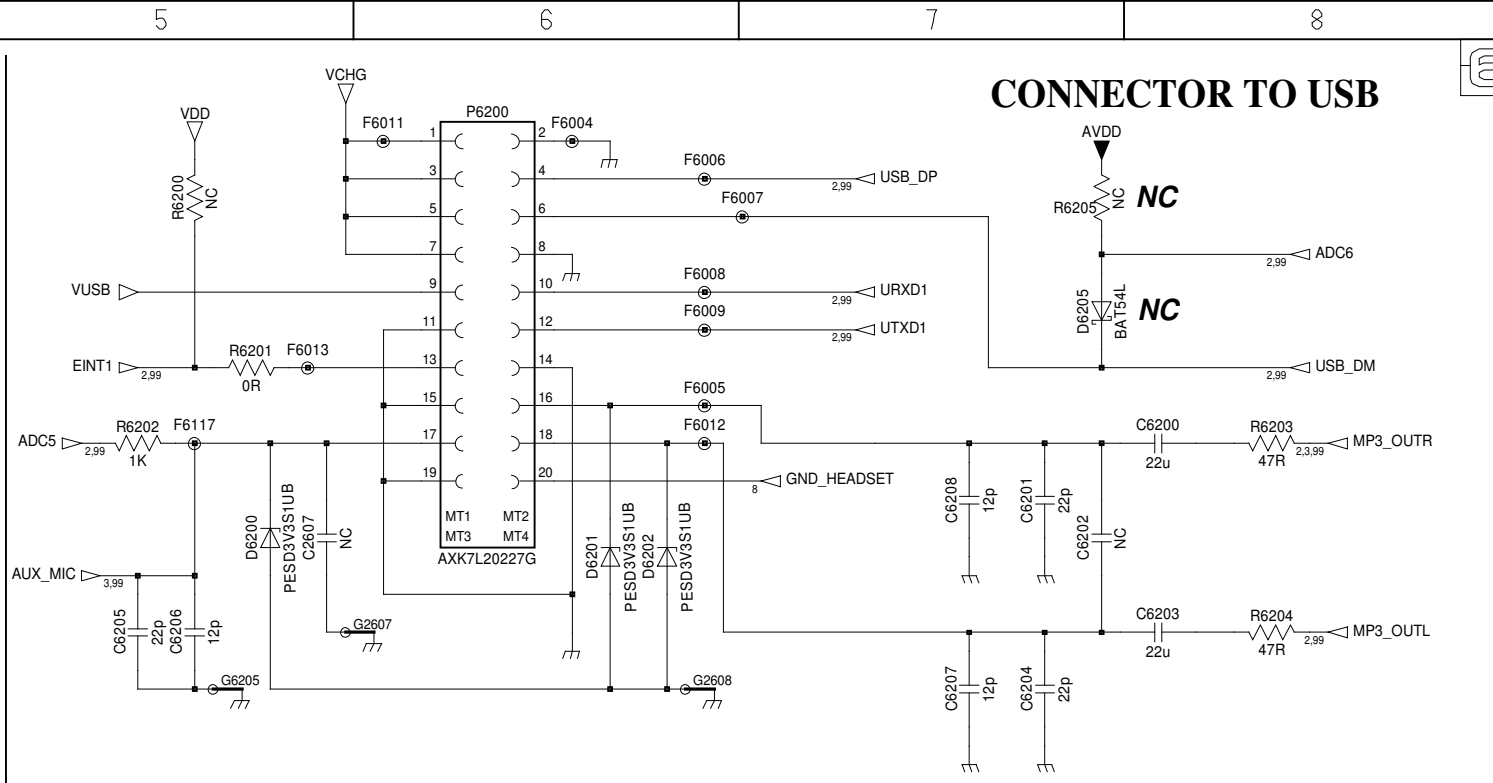 5 6 7 8
CONNECTOR TO USB
VCHG
VDD
P6200
AVDD
F6011
1
2
F6004
R6200
NC
3
4
F6006
2,99
USB_DP
R6205
NC
NC
5
6
F6007
7
8
2,99
ADC6
VUSB
9
10
F6008
2,99
URXD1
D6205
BAT54L
NC
11
12
F6009
2,99
UTXD1
EINT1
2,99
R6201
0R
F6013
13
14
2,99
USB_DM
15
16
F6005
ADC5
2,99
R6202
1K
F6117
17
18
F6012
C6200
22u
R6203
47R
2,3,99
MP3_OUTR
19
20
8
GND_HEADSET
D6200
PESD3V3S1UB
C2607
NC
MT1 MT2
MT3 MT4
AXK7L20227G
D6201
PESD3V3S1UB
D6202
PESD3V3S1UB
C6208
12p
C6201
22p
C6202
NC
AUX_MIC
3,99
C6205
22p
C6206
12p
G2607
C6203
22u
R6204
47R
2,99
MP3_OUTL
G6205
G2608
C6207
12p
C6204
22p